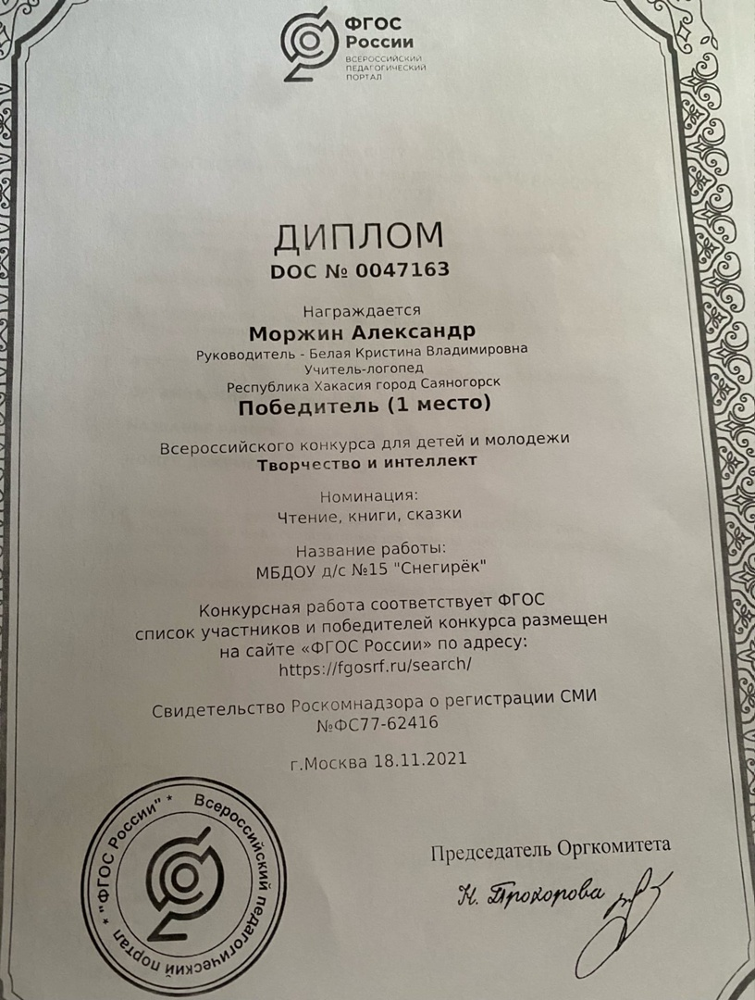 ФГОС
России
ВСЕРОССИЙСКИЙ
ПЕДАГОГИЧЕСКИЙ
ПОРТАЛ
ДИПЛОМ
DOC № 0047163
Награждается
Моржин Александр
Руководитель - Белая Кристина Владимировна
Учитель-логопед
Республика Хакасия город Саяногорск
Победитель (1 место)
Всероссийского конкурса для детей и молодежи
Творчество и интеллект
Номинация:
Чтение, книги, сказки
Название работы:
МБДОУ д/с №15 "Снегирёк"
Конкурсная работа соответствует ФГОС
список участников и победителей конкурса размещен
на сайте «ФГОС России» по адресу:
https://fgosrf.ru/search/
Свидетельство Роскомнадзора о регистрации СМИ
№ФС77-62416
г.Москва 18.11.2021
Всероссийский педагогический портал * "ФГОС России" *
Председатель Оргкомитета
Н. Прохорова